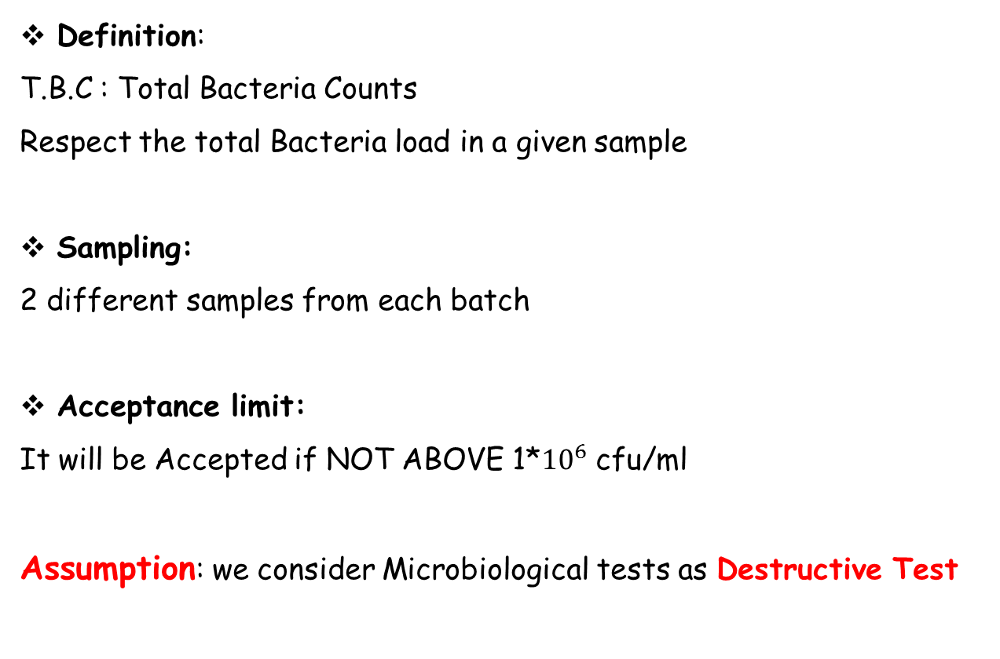 ❖ Definition:
T.B.C : Total Bacteria Counts
Respect the total Bacteria load in a given sample
❖ Sampling:
2 different samples from each batch
❖ Acceptance limit:
It will be Accepted if NOT ABOVE 1*10⁶ cfu/ml
Assumption: we consider Microbiological tests as Destructive Test